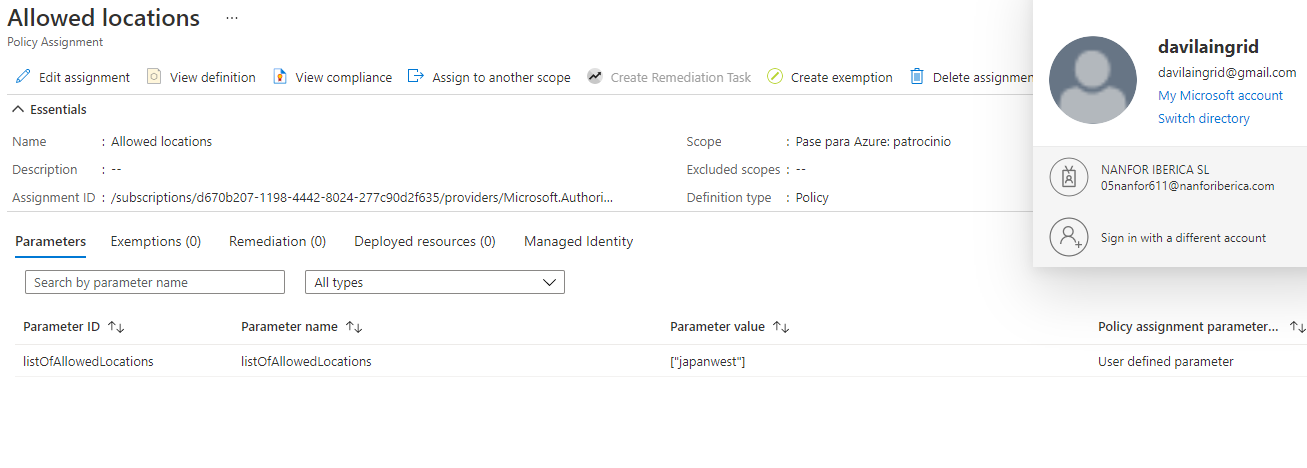 Allowed locations ...
Policy Assignment
Edit assignment View definition View compliance Assign to another scope Create Remediation Task Create exemption Delete assignment
Essentials
Name : Allowed locations Scope : Pase para Azure: patrocinio
Description : -- Excluded scopes : --
Assignment ID : /subscriptions/d670b207-1198-4442-8024-277c90d2f635/providers/Microsoft.Authori... Definition type : Policy
Parameters Exemptions (0) Remediation (0) Deployed resources (0) Managed Identity
Search by parameter name All types
Parameter ID Parameter name Parameter value Policy assignment parameter...
listOfAllowedLocations listOfAllowedLocations ["japanwest"] User defined parameter
davilaingrid
davilaingrid@gmail.com
My Microsoft account
Switch directory
NANFOR IBERICA SL
05nanfor611@nanforiberica.com
Sign in with a different account